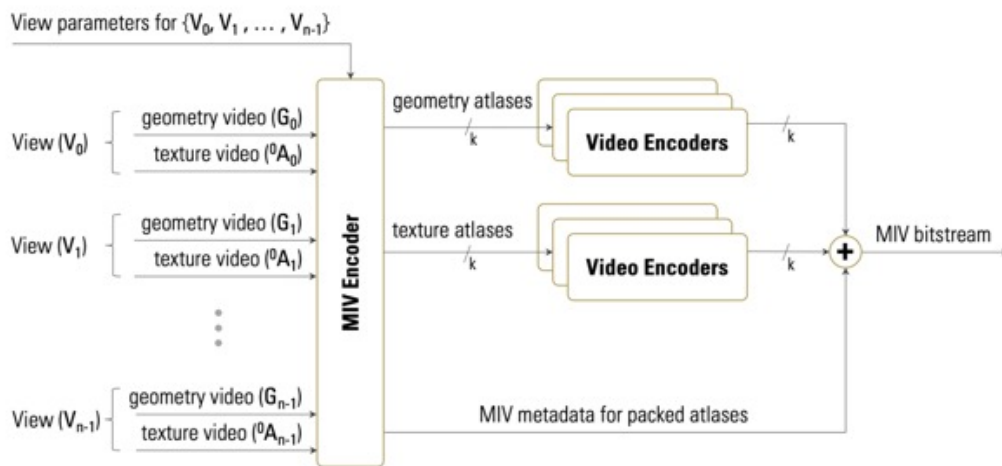 View parameters for {V₀, V₁ , ... , Vₙ₋₁}
geometry video (G₀)
View (V₀)
texture video (⁰A₀)
geometry video (G₁)
View (V₁)
texture video (⁰A₁)
geometry video (Gₙ₋₁)
View (Vₙ₋₁)
texture video (⁰Aₙ₋₁)
MIV Encoder
geometry atlases
k
Video Encoders
k
texture atlases
k
Video Encoders
k
MIV metadata for packed atlases
+
MIV bitstream